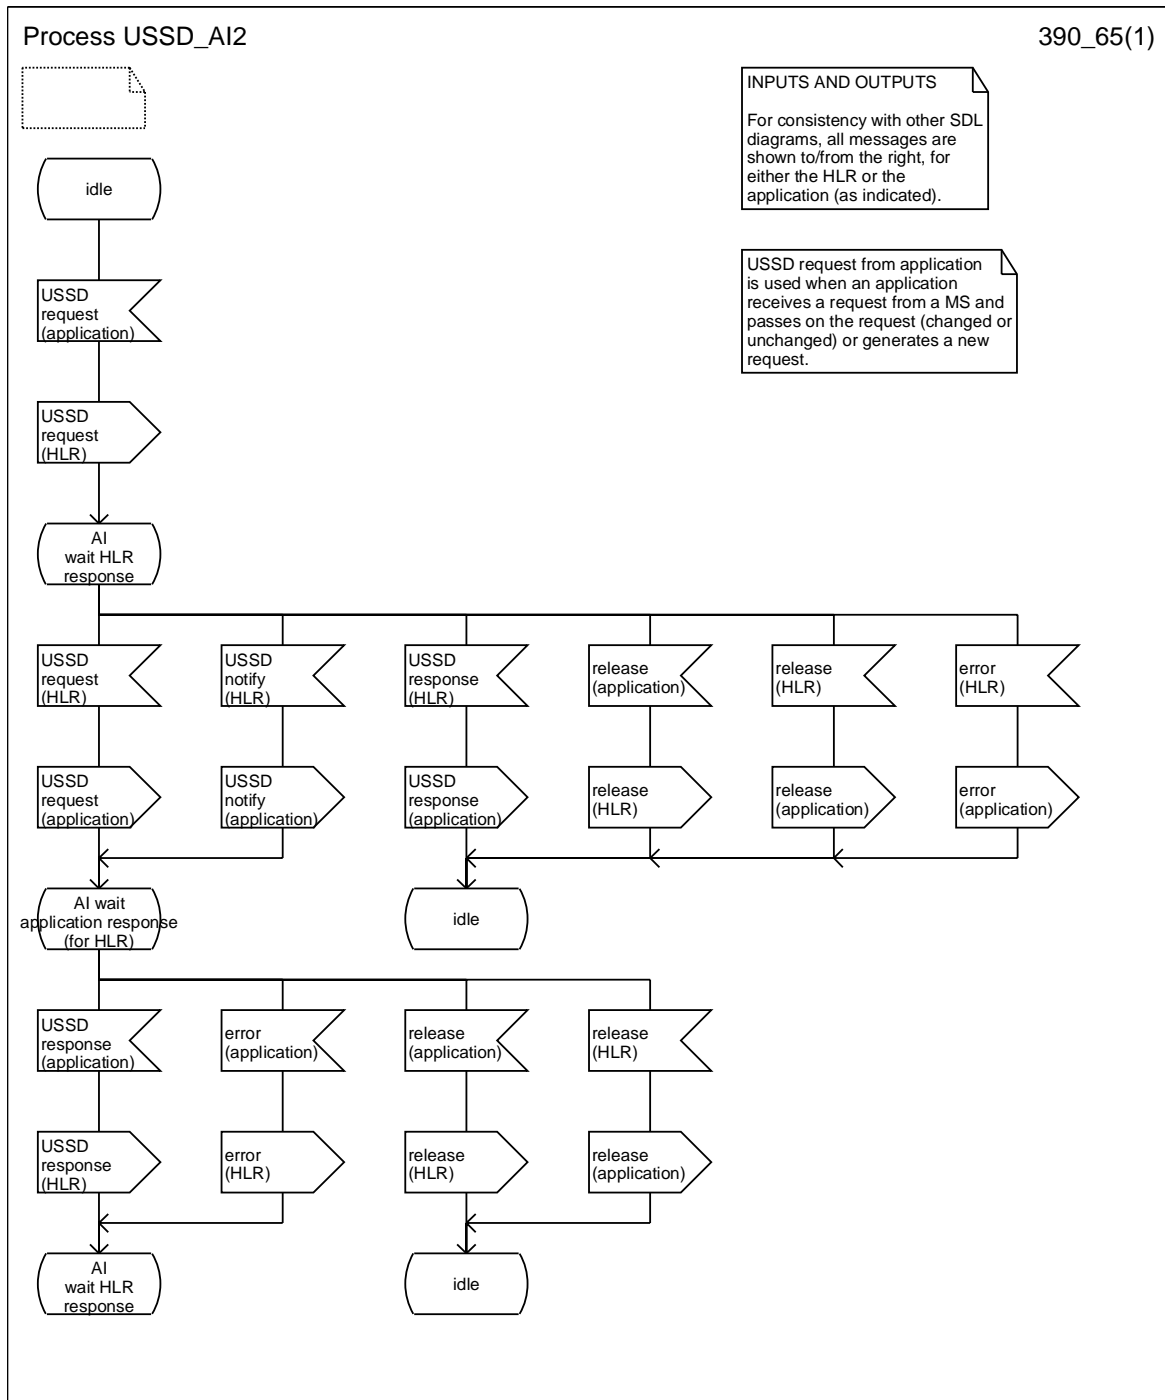 Process USSD_AI2
390_65(1)
INPUTS AND OUTPUTS
For consistency with other SDL
diagrams, all messages are
shown to/from the right, for
either the HLR or the
application (as indicated).
idle
USSD request from application
is used when an application
receives a request from a MS and
passes on the request (changed or
unchanged) or generates a new
request.
USSD
request
(application)
USSD
request
(HLR)
AI
wait HLR
response
USSD
request
(HLR)
USSD
notify
(HLR)
USSD
response
(HLR)
release
(application)
release
(HLR)
error
(HLR)
USSD
request
(application)
USSD
notify
(application)
USSD
response
(application)
release
(HLR)
release
(application)
error
(application)
AI wait
application response
(for HLR)
idle
USSD
response
(application)
error
(application)
release
(application)
release
(HLR)
USSD
response
(HLR)
error
(HLR)
release
(HLR)
release
(application)
AI
wait HLR
response
idle